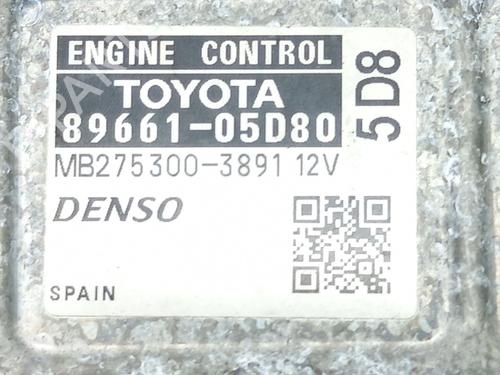 ENGINE CONTROL
TOYOTA
89661-05D80
5D8
MB275300-3891 12V
DENSO
SPAIN